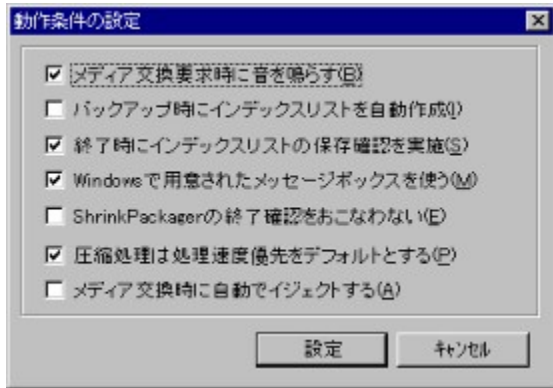 動作条件の設定
メディア交換要求時に音を鳴らす(B)
バックアップ時にインデックスリストを自動作成(I)
終了時にインデックスリストの保存確認を実施(S)
Windowsで用意されたメッセージボックスを使う(M)
ShrinkPackagerの終了確認をおこなわない(E)
圧縮処理は処理速度優先をデフォルトとする(P)
メディア交換時に自動でイジェクトする(A)
設定
キャンセル